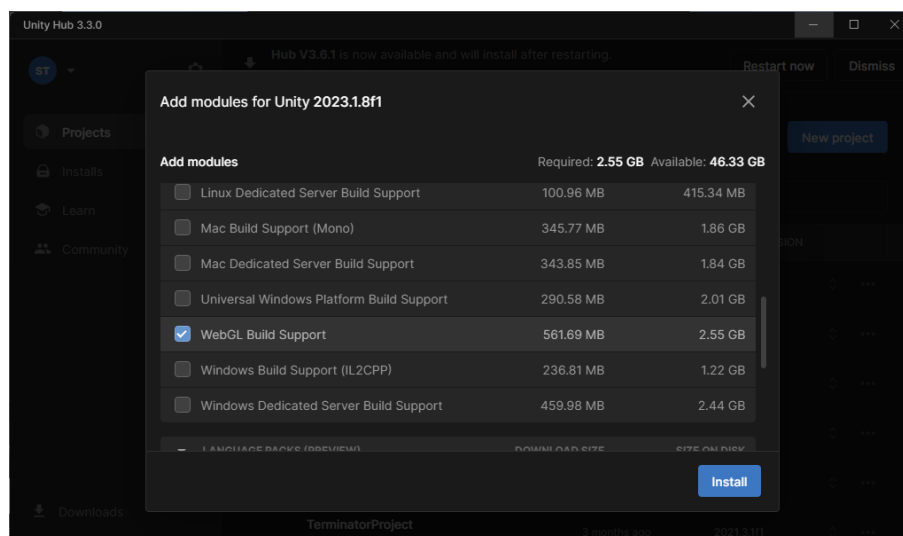 Unity Hub 3.3.0
ST
Hub V3.6.1 is now available and will install after restarting.
Restart now
Dismiss
Add modules for Unity 2023.1.8f1
Projects
New project
Add modules Required: 2.55 GB Available: 46.33 GB
Installs
Linux Dedicated Server Build Support 100.96 MB 415.34 MB
Learn
Mac Build Support (Mono) 345.77 MB 1.86 GB
Community
SION
Mac Dedicated Server Build Support 343.85 MB 1.84 GB
Universal Windows Platform Build Support 290.58 MB 2.01 GB
WebGL Build Support 561.69 MB 2.55 GB
Windows Build Support (IL2CPP) 236.81 MB 1.22 GB
Windows Dedicated Server Build Support 459.98 MB 2.44 GB
LANGUAGE PACKS (PREVIEW) DOWNLOAD SIZE SIZE ON DISK
Install
Downloads
TerminatorProject
3 months ago 2021.3.11f1